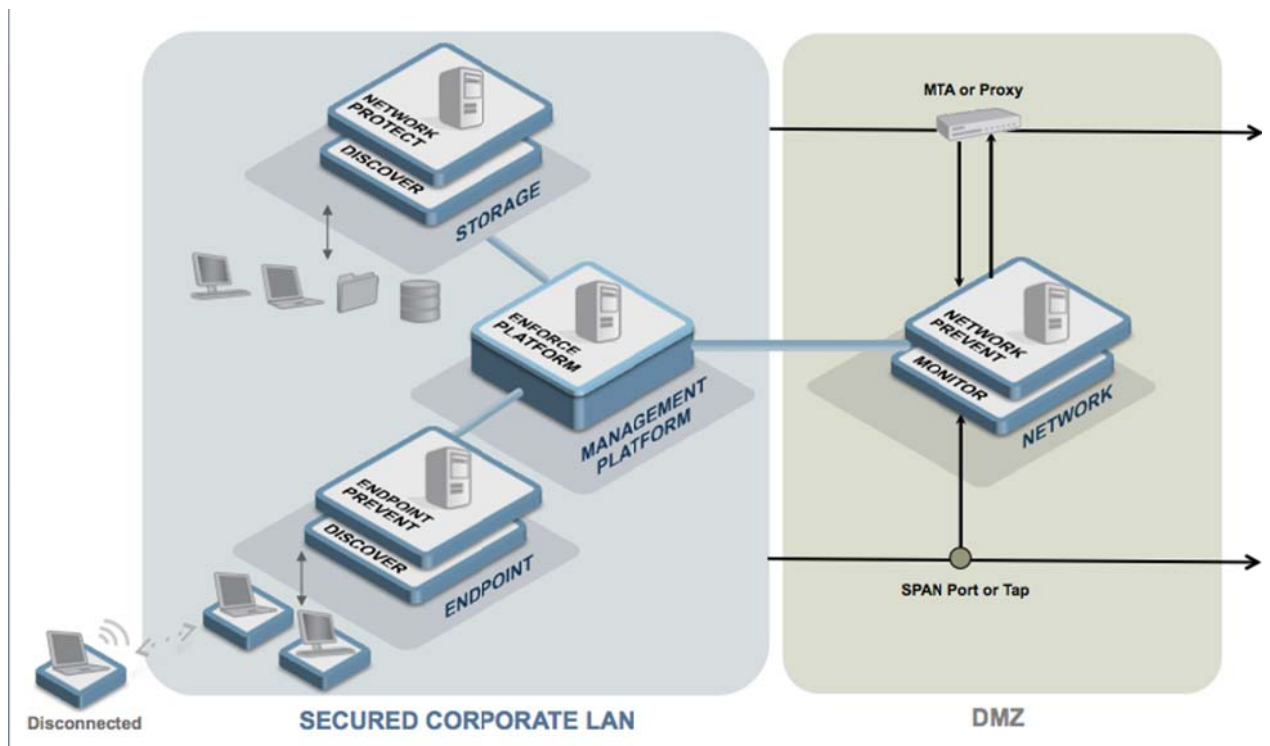 NETWORK
PROTECT
DISCOVER
STORAGE
MTA or Proxy
ENFORCE
PLATFORM
MANAGEMENT
PLATFORM
NETWORK
PREVENT
MONITOR
NETWORK
ENDPOINT
PREVENT
DISCOVER
ENDPOINT
SPAN Port or Tap
Disconnected
SECURED CORPORATE LAN
DMZ